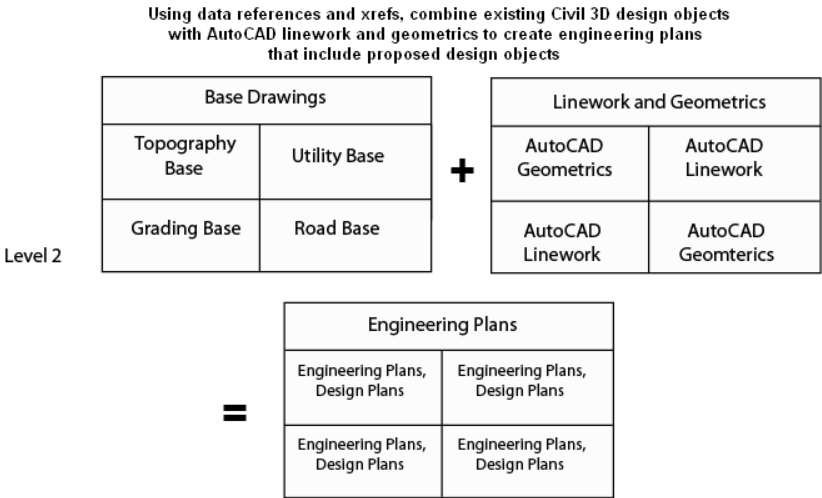 Using data references and xrefs, combine existing Civil 3D design objects
with AutoCAD linework and geometrics to create engineering plans
that include proposed design objects
Base Drawings
Topography
Base
Utility Base
Grading Base
Road Base
+
Linework and Geometrics
AutoCAD
Geometrics
AutoCAD
Linework
AutoCAD
Linework
AutoCAD
Geomterics
Level 2
=
Engineering Plans
Engineering Plans,
Design Plans
Engineering Plans,
Design Plans
Engineering Plans,
Design Plans
Engineering Plans,
Design Plans